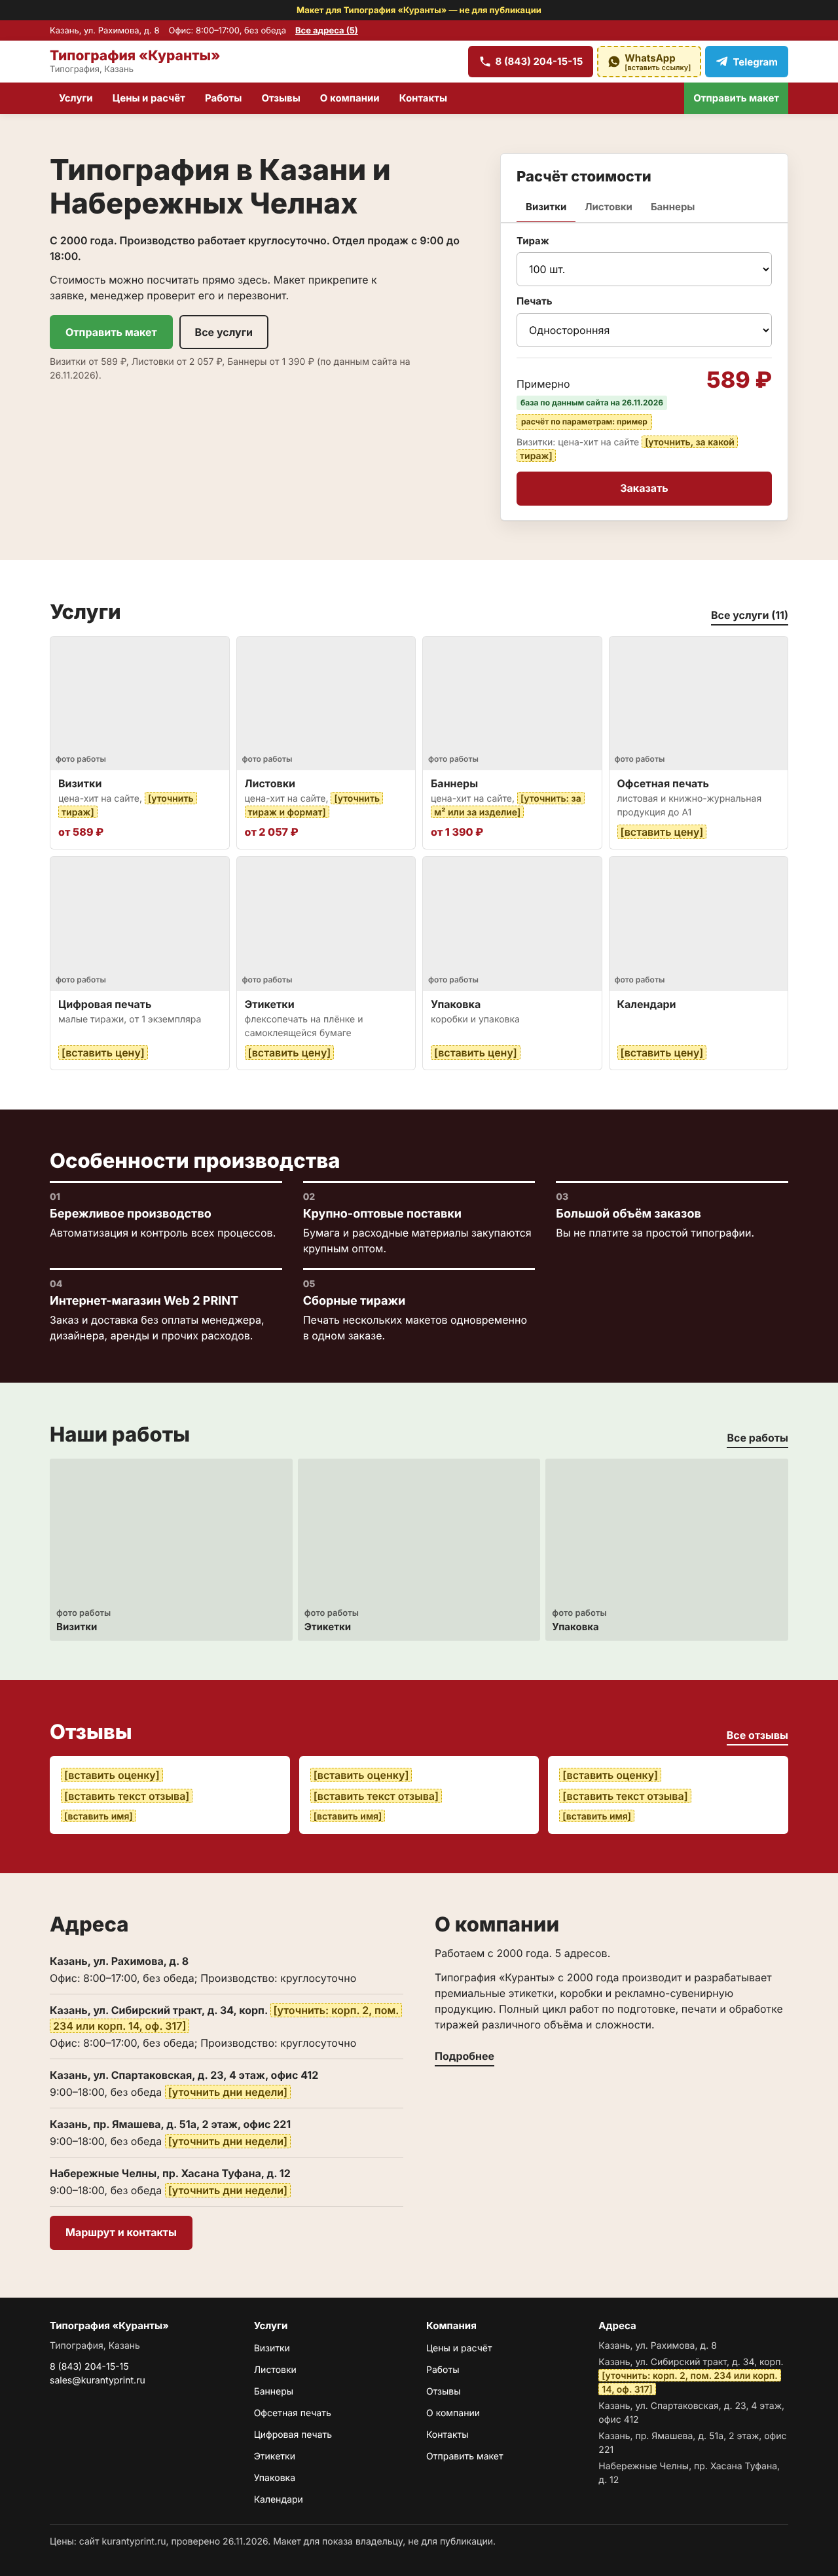 Макет для Типография «Куранты» — не для публикации
Казань, ул. Рахимова, д. 8 Офис: 8:00–17:00, без обеда Все адреса (5)
Типография «Куранты»
Типография, Казань
8 (843) 204-15-15
WhatsApp
[вставить ссылку]
Telegram
Услуги Цены и расчёт Работы Отзывы О компании Контакты Отправить макет
Типография в Казани и
Набережных Челнах
С 2000 года. Производство работает круглосуточно. Отдел продаж с 9:00 до
18:00.
Стоимость можно посчитать прямо здесь. Макет прикрепите к
заявке, менеджер проверит его и перезвонит.
Отправить макет Все услуги
Визитки от 589 ₽, Листовки от 2 057 ₽, Баннеры от 1 390 ₽ (по данным сайта на
26.11.2026).
Расчёт стоимости
Визитки Листовки Баннеры
Тираж
100 шт.
Печать
Односторонняя
Примерно 589 ₽
база по данным сайта на 26.11.2026
расчёт по параметрам: пример
Визитки: цена-хит на сайте [уточнить, за какой
тираж]
Заказать
Услуги
Все услуги (11)
фото работы фото работы фото работы фото работы
Визитки
цена-хит на сайте, [уточнить
тираж]
от 589 ₽
Листовки
цена-хит на сайте, [уточнить
тираж и формат]
от 2 057 ₽
Баннеры
цена-хит на сайте, [уточнить: за
м² или за изделие]
от 1 390 ₽
Офсетная печать
листовая и книжно-журнальная
продукция до А1
[вставить цену]
фото работы фото работы фото работы фото работы
Цифровая печать
малые тиражи, от 1 экземпляра
[вставить цену]
Этикетки
флексопечать на плёнке и
самоклеящейся бумаге
[вставить цену]
Упаковка
коробки и упаковка
[вставить цену]
Календари
[вставить цену]
Особенности производства
01
Бережливое производство
Автоматизация и контроль всех процессов.
02
Крупно-оптовые поставки
Бумага и расходные материалы закупаются
крупным оптом.
03
Большой объём заказов
Вы не платите за простой типографии.
04
Интернет-магазин Web 2 PRINT
Заказ и доставка без оплаты менеджера,
дизайнера, аренды и прочих расходов.
05
Сборные тиражи
Печать нескольких макетов одновременно
в одном заказе.
Наши работы
Все работы
фото работы
Визитки
фото работы
Этикетки
фото работы
Упаковка
Отзывы
Все отзывы
[вставить оценку]
[вставить текст отзыва]
[вставить имя]
[вставить оценку]
[вставить текст отзыва]
[вставить имя]
[вставить оценку]
[вставить текст отзыва]
[вставить имя]
Адреса
Казань, ул. Рахимова, д. 8
Офис: 8:00–17:00, без обеда; Производство: круглосуточно
Казань, ул. Сибирский тракт, д. 34, корп. [уточнить: корп. 2, пом.
234 или корп. 14, оф. 317]
Офис: 8:00–17:00, без обеда; Производство: круглосуточно
Казань, ул. Спартаковская, д. 23, 4 этаж, офис 412
9:00–18:00, без обеда [уточнить дни недели]
Казань, пр. Ямашева, д. 51а, 2 этаж, офис 221
9:00–18:00, без обеда [уточнить дни недели]
Набережные Челны, пр. Хасана Туфана, д. 12
9:00–18:00, без обеда [уточнить дни недели]
Маршрут и контакты
О компании
Работаем с 2000 года. 5 адресов.
Типография «Куранты» с 2000 года производит и разрабатывает
премиальные этикетки, коробки и рекламно-сувенирную
продукцию. Полный цикл работ по подготовке, печати и обработке
тиражей различного объёма и сложности.
Подробнее
Типография «Куранты»
Типография, Казань
8 (843) 204-15-15
sales@kurantyprint.ru
Услуги
Визитки
Листовки
Баннеры
Офсетная печать
Цифровая печать
Этикетки
Упаковка
Календари
Компания
Цены и расчёт
Работы
Отзывы
О компании
Контакты
Отправить макет
Адреса
Казань, ул. Рахимова, д. 8
Казань, ул. Сибирский тракт, д. 34, корп.
[уточнить: корп. 2, пом. 234 или корп.
14, оф. 317]
Казань, ул. Спартаковская, д. 23, 4 этаж,
офис 412
Казань, пр. Ямашева, д. 51а, 2 этаж, офис
221
Набережные Челны, пр. Хасана Туфана,
д. 12
Цены: сайт kurantyprint.ru, проверено 26.11.2026. Макет для показа владельцу, не для публикации.